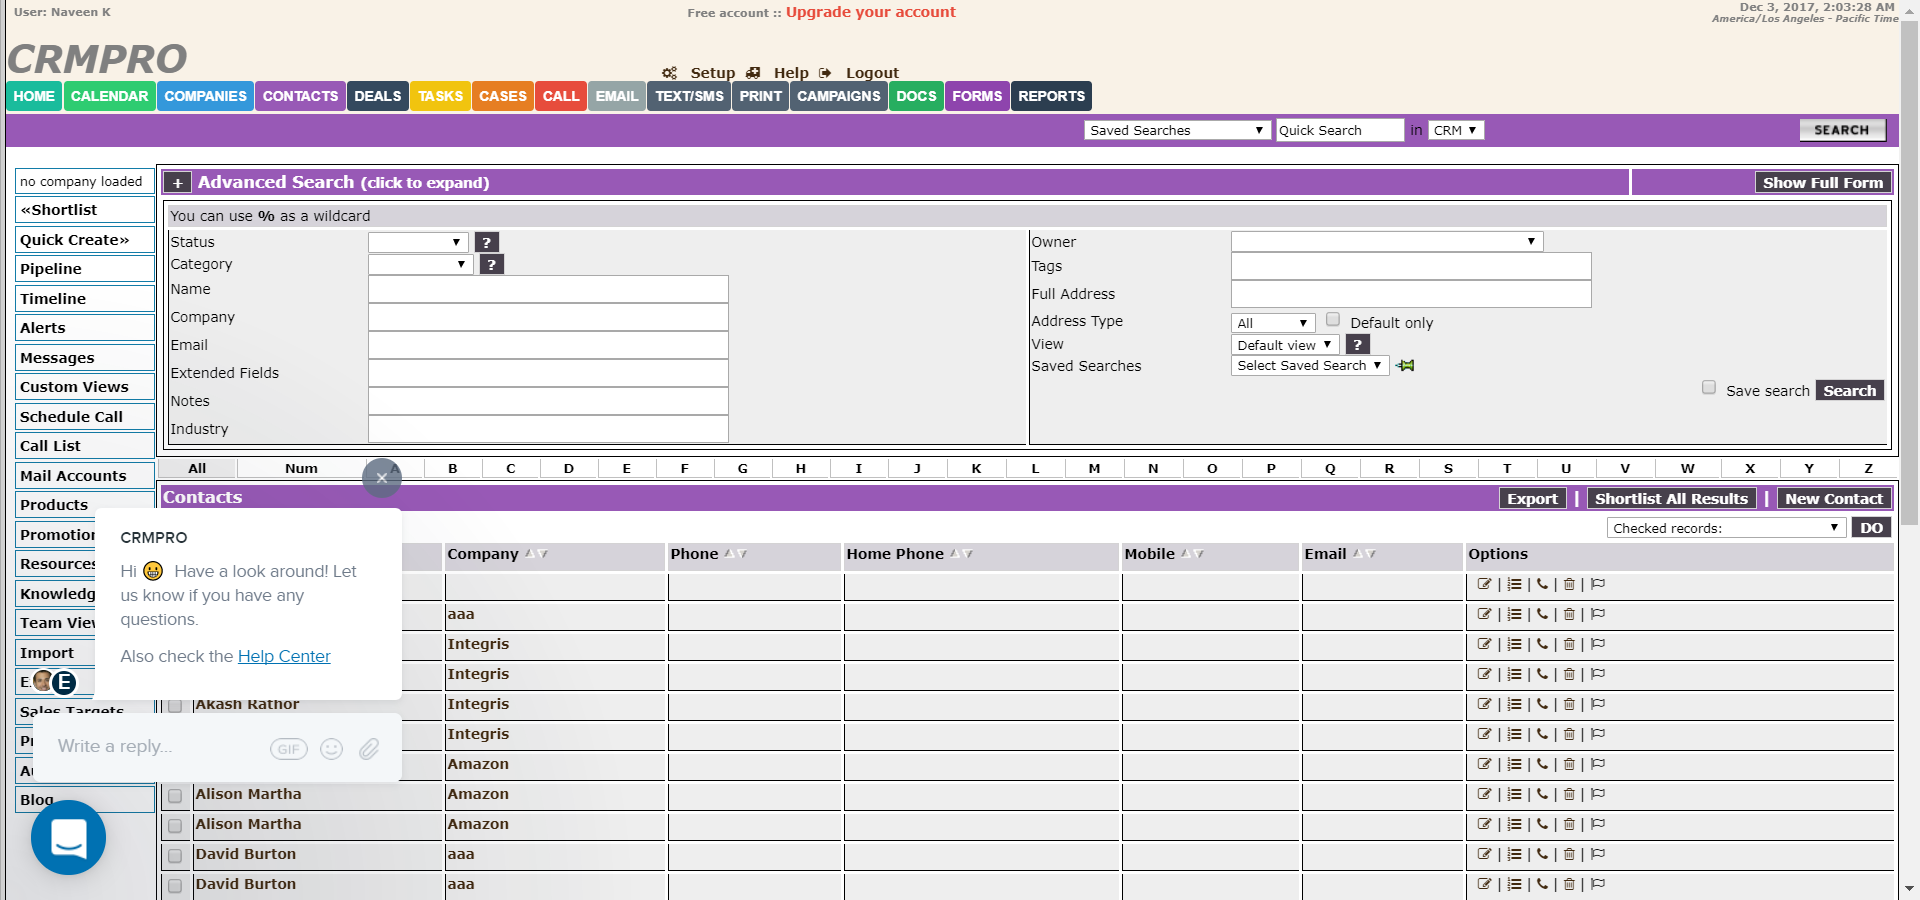 User: Naveen K
Free account :: Upgrade your account
Dec 3, 2017, 2:03:28 AM
America/Los Angeles - Pacific Time
CRMPRO
Setup Help Logout
HOME CALENDAR COMPANIES CONTACTS DEALS TASKS CASES CALL EMAIL TEXT/SMS PRINT CAMPAIGNS DOCS FORMS REPORTS
Saved Searches Quick Search in CRM SEARCH
no company loaded
«Shortlist
Quick Create»
Pipeline
Timeline
Alerts
Messages
Custom Views
Schedule Call
Call List
Mail Accounts
Products
Promotion
Resources
Knowledg
Team View
Import
E
Sales Targets
Blog
+ Advanced Search (click to expand) Show Full Form
You can use % as a wildcard
Status ?
Category ?
Name
Company
Email
Extended Fields
Notes
Industry
Owner
Tags
Full Address
Address Type All Default only
View Default view ?
Saved Searches Select Saved Search
Save search Search
All Num A B C D E F G H I J K L M N O P Q R S T U V W X Y Z
Contacts Export | Shortlist All Results | New Contact
Checked records: DO
Company Phone Home Phone Mobile Email Options
aaa
Integris
Integris
Akash Rathor Integris
Integris
Amazon
Alison Martha Amazon
Alison Martha Amazon
David Burton aaa
David Burton aaa
CRMPRO
Hi Have a look around! Let
us know if you have any
questions.
Also check the Help Center
E
Write a reply... GIF